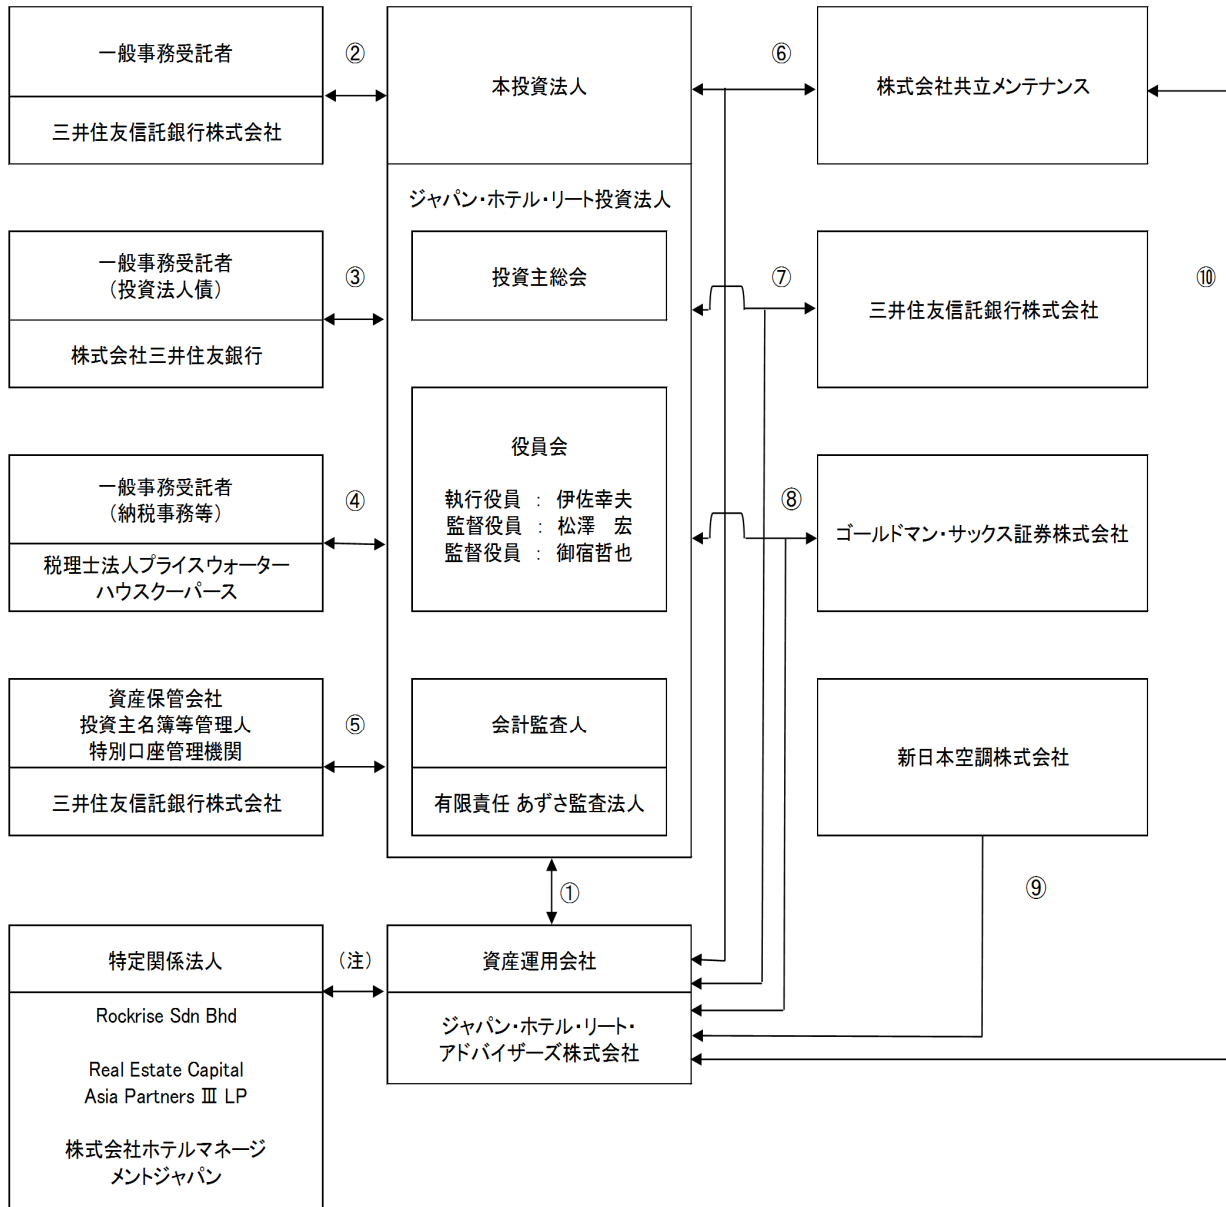 一般事務受託者
三井住友信託銀行株式会社
②
本投資法人
⑥
株式会社共立メンテナンス
ジャパン・ホテル・リート投資法人
一般事務受託者
(投資法人債)
株式会社三井住友銀行
③
投資主総会
⑦
三井住友信託銀行株式会社
⑩
一般事務受託者
(納税事務等)
税理士法人プライスウォーター
ハウスクーパース
④
役員会
執行役員 : 伊佐幸夫
監督役員 : 松澤 宏
監督役員 : 御宿哲也
⑧
ゴールドマン・サックス証券株式会社
資産保管会社
投資主名簿等管理人
特別口座管理機関
三井住友信託銀行株式会社
⑤
会計監査人
有限責任 あずさ監査法人
新日本空調株式会社
①
⑨
特定関係法人
Rockrise Sdn Bhd
Real Estate Capital
Asia Partners Ⅲ LP
株式会社ホテルマネージ
メントジャパン
(注)
資産運用会社
ジャパン・ホテル・リート・
アドバイザーズ株式会社